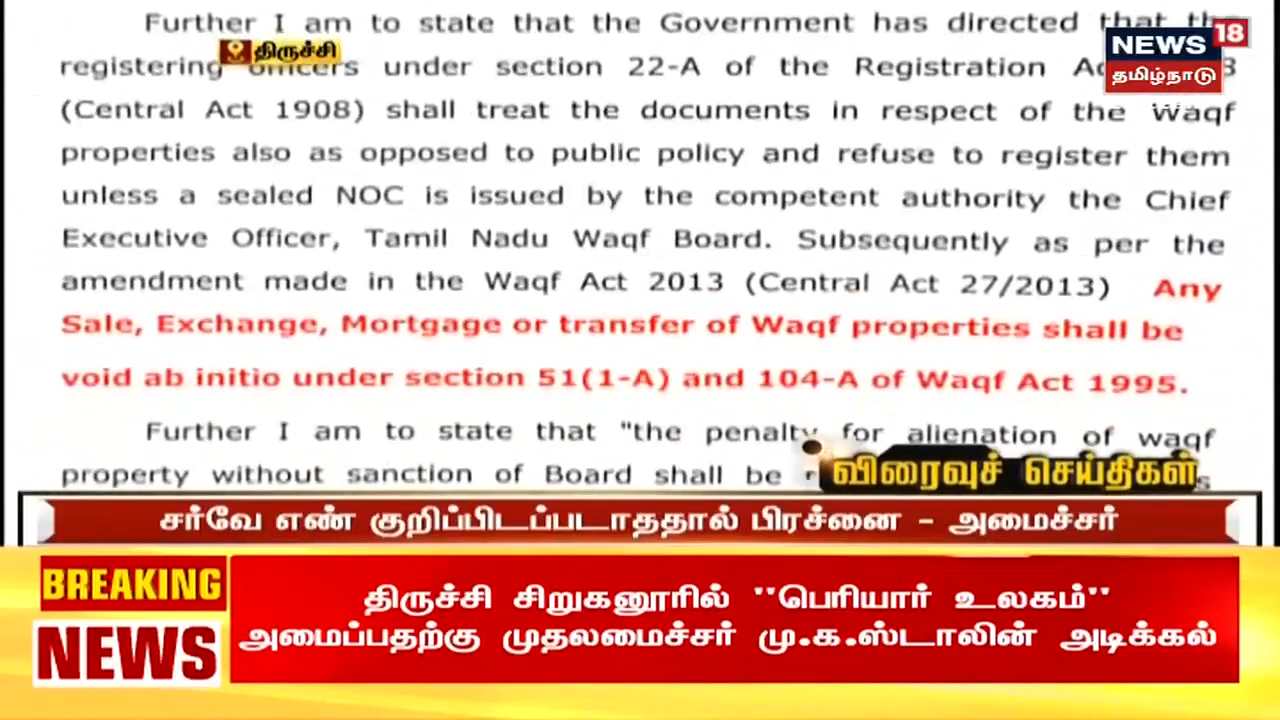 Further I am to state that the Government has directed that the
திருச்சி
registering officers under section 22-A of the Registration
(Central Act 1908) shall treat the documents in respect of the Waqf
properties also as opposed to public policy and refuse to register them
unless a sealed NOC is issued by the competent authority the Chief
Executive Officer, Tamil Nadu Waqf Board. Subsequently as per the
amendment made in the Waqf Act 2013 (Central Act 27/2013) Any
Sale, Exchange, Mortgage or transfer of Waqf properties shall be
void ab initio under section 51(1-A) and 104-A of Waqf Act 1995.
Further I am to state that "the penalty for alienation of waqf
property without sanction of Board shall be
NEWS 18
தமிழ்நாடு
விரைவுச் செய்திகள்
சர்வே எண் குறிப்பிடப்படாததால் பிரச்னை - அமைச்சர்
BREAKING
NEWS
திருச்சி சிறுகனூரில் "பெரியார் உலகம்"
அமைப்பதற்கு முதலமைச்சர் மு.க.ஸ்டாலின் அடிக்கல்